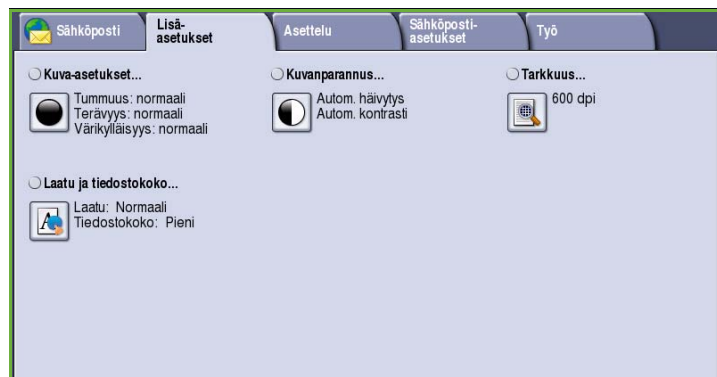 Sähköposti
Lisä-
asetukset
Asettelu
Sähköposti-
asetukset
Työ
Kuva-asetukset...
Tummuus: normaali
Terävyys: normaali
Värikylläisyys: normaali
Kuvanparannus...
Autom. häivytys
Autom. kontrasti
Tarkkuus...
600 dpi
Laatu ja tiedostokoko...
Laatu: Normaali
Tiedostokoko: Pieni